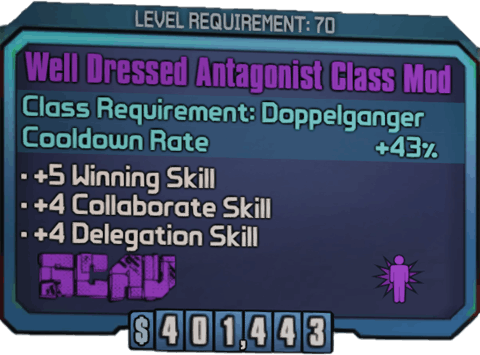 LEVEL REQUIREMENT: 70
Well Dressed Antagonist Class Mod
Class Requirement: Doppelganger
Cooldown Rate +43%
• +5 Winning Skill
• +4 Collaborate Skill
• +4 Delegation Skill
SCAV
$401,443